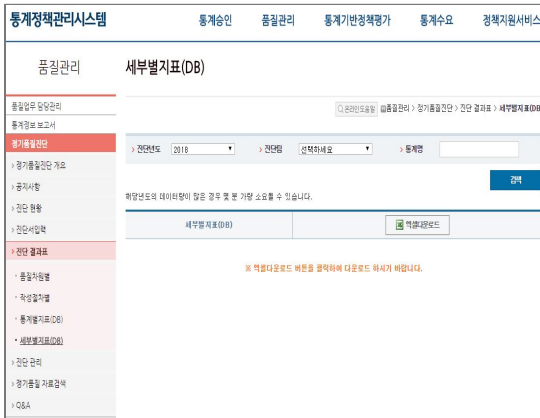 통계정책관리시스템
통계승인 품질관리 통계기반정책평가 통계수요 정책지원서비스
품질관리
세부별지표(DB)
온라인도움말 품질관리 > 정기품질진단 > 진단 결과표 > 세부별지표(DB
품질업무 담당관리
통계정보 보고서
정기품질진단
› 정기품질진단 개요
› 공지사항
› 진단 현황
› 진단서입력
› 진단 결과표
· 품질차원별
· 작성절차별
· 통계별지표(DB)
• 세부별지표(DB)
› 진단 관리
› 정기품질 자료검색
› Q&A
› 진단년도 2018 › 진단팀 선택하세요 › 통계명
검색
해당년도의 데이터량이 많은 경우 몇 분 가량 소요될 수 있습니다.
세부별지표(DB) 엑셀다운로드
※ 엑셀다운로드 버튼을 클릭하여 다운로드 하시기 바랍니다.